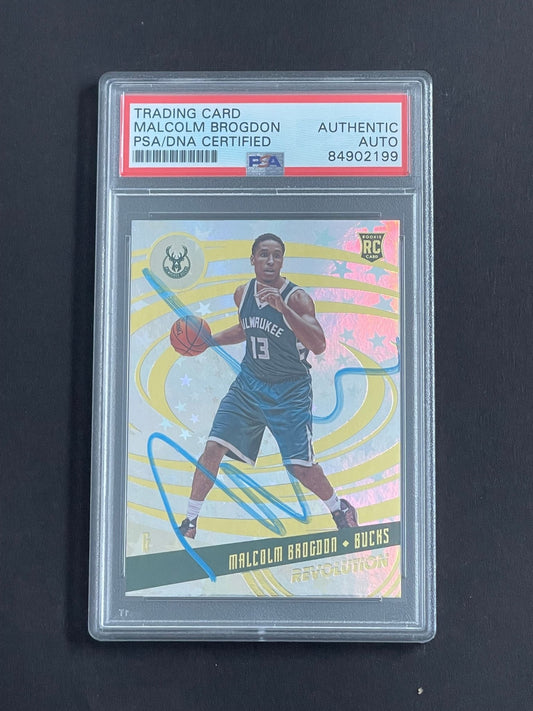 TRADING CARD
MALCOLM BROGDON
PSA/DNA CERTIFIED
AUTHENTIC
AUTO
84902199
PSA
ROOKIE
RC
CARD
MILWAUKEE
13
G
MALCOLM BROGDON ◆ BUCKS
REVOLUTION